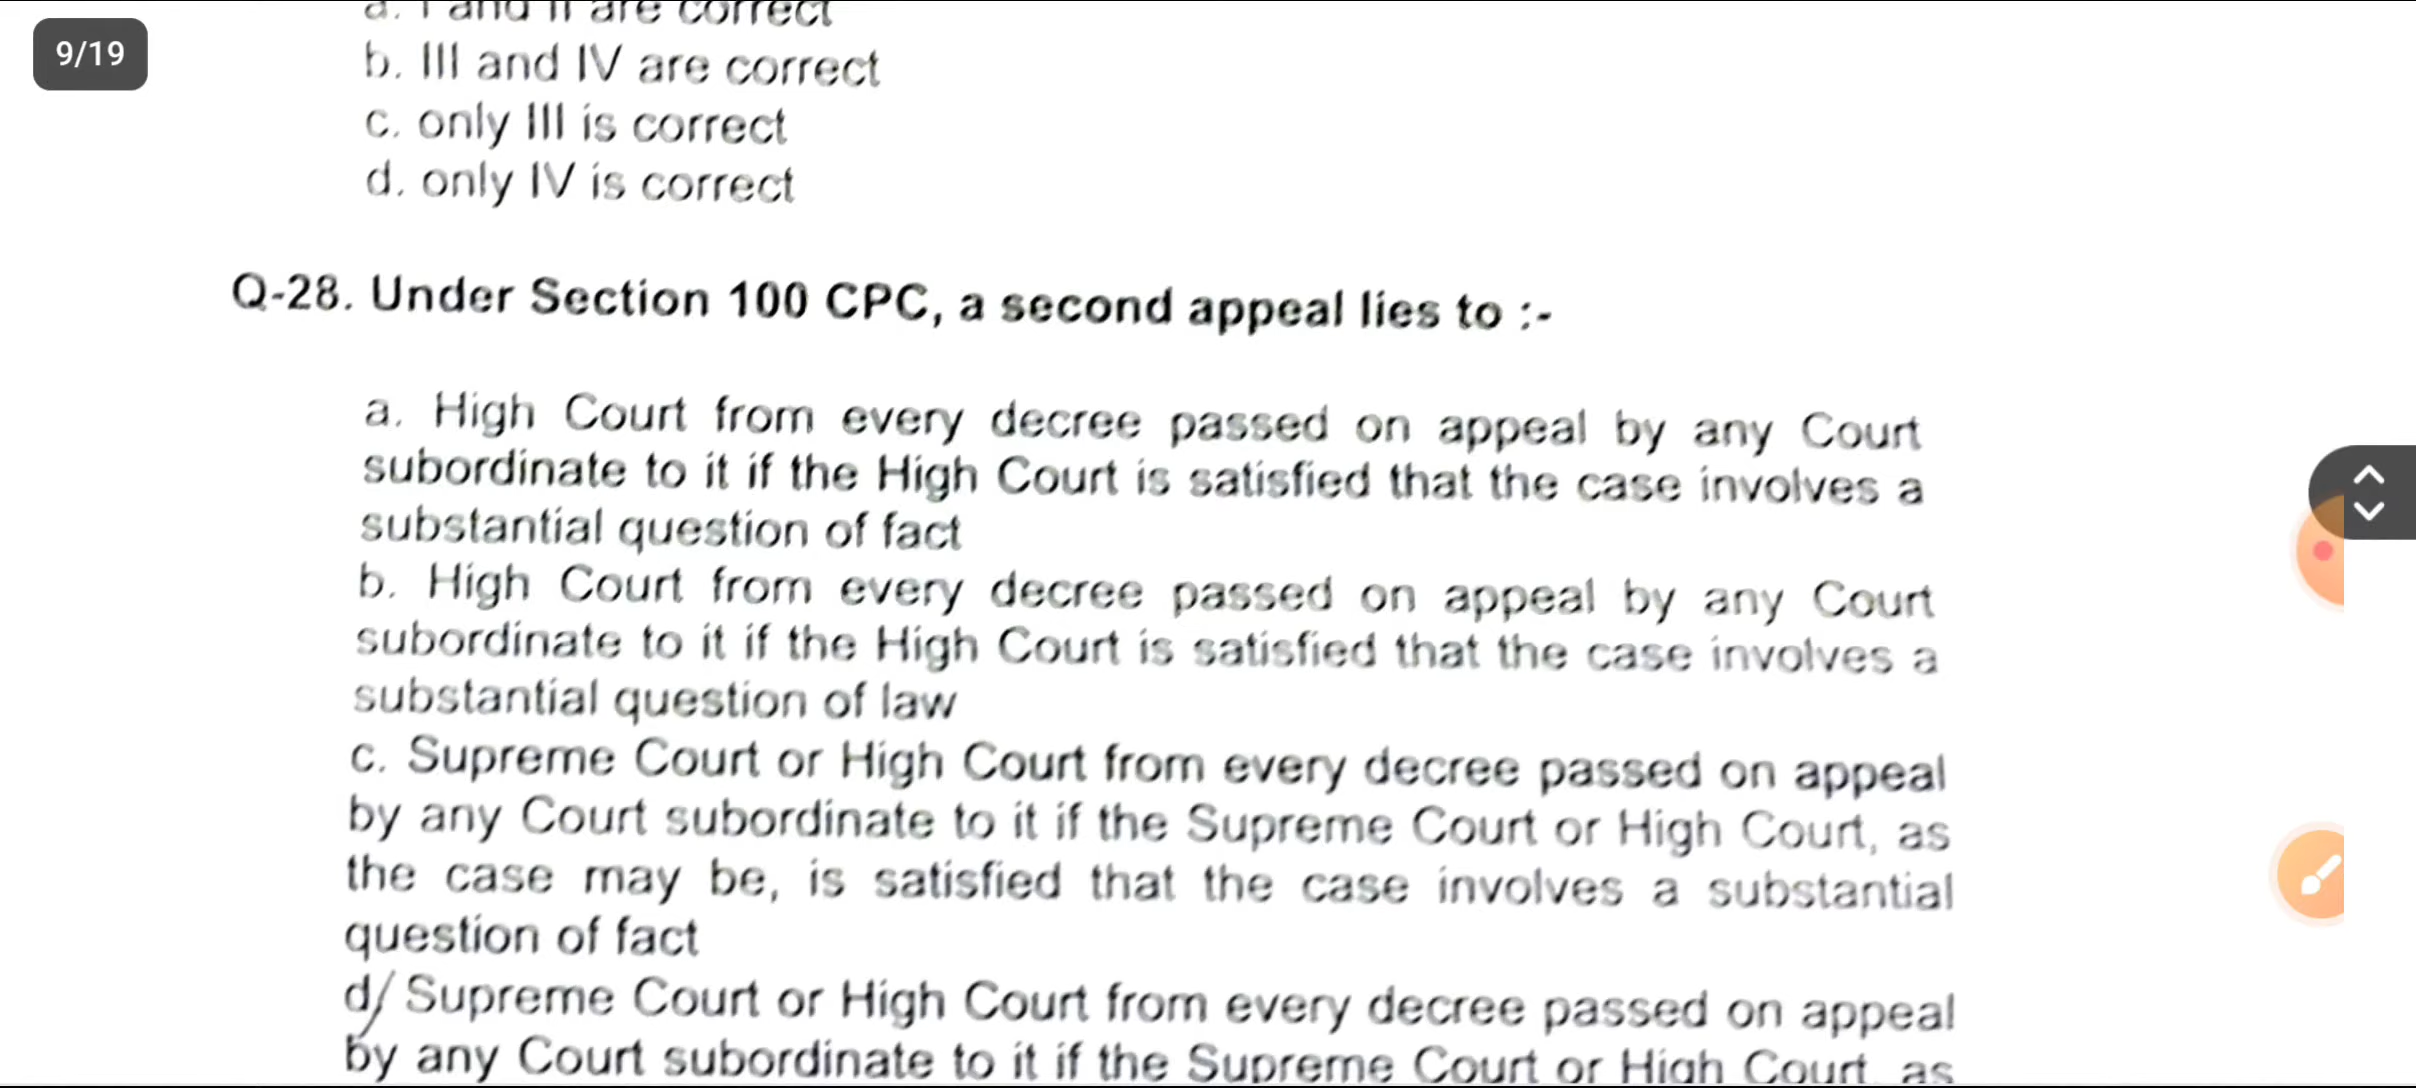 a. I and II are correct
9/19
b. III and IV are correct
c. only III is correct
d. only IV is correct
Q-28. Under Section 100 CPC, a second appeal lies to :-
a. High Court from every decree passed on appeal by any Court
subordinate to it if the High Court is satisfied that the case involves a
substantial question of fact
b. High Court from every decree passed on appeal by any Court
subordinate to it if the High Court is satisfied that the case involves a
substantial question of law
c. Supreme Court or High Court from every decree passed on appeal
by any Court subordinate to it if the Supreme Court or High Court, as
the case may be, is satisfied that the case involves a substantial
question of fact
d/ Supreme Court or High Court from every decree passed on appeal
by any Court subordinate to it if the Supreme Court or High Court, as